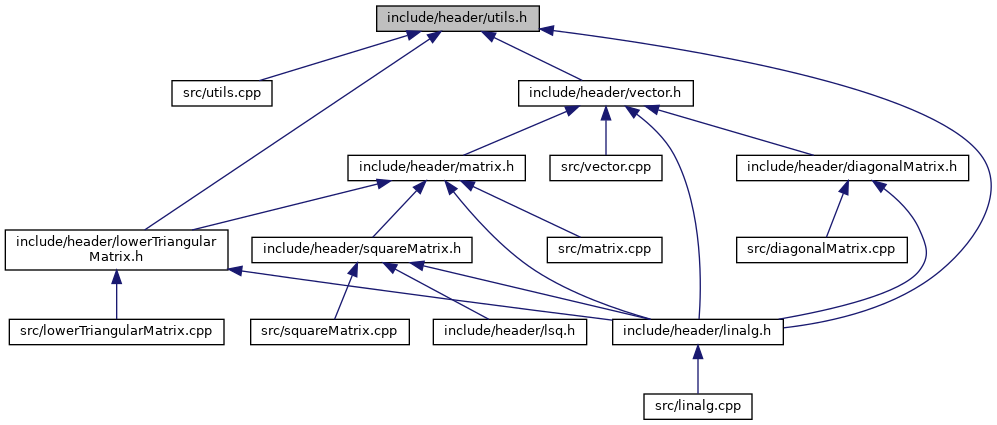 include/header/utils.h
src/utils.cpp
include/header/vector.h
include/header/matrix.h
src/vector.cpp
include/header/diagonalMatrix.h
include/header/lowerTriangular
Matrix.h
include/header/squareMatrix.h
src/matrix.cpp
src/diagonalMatrix.cpp
src/lowerTriangularMatrix.cpp
src/squareMatrix.cpp
include/header/lsq.h
include/header/linalg.h
src/linalg.cpp